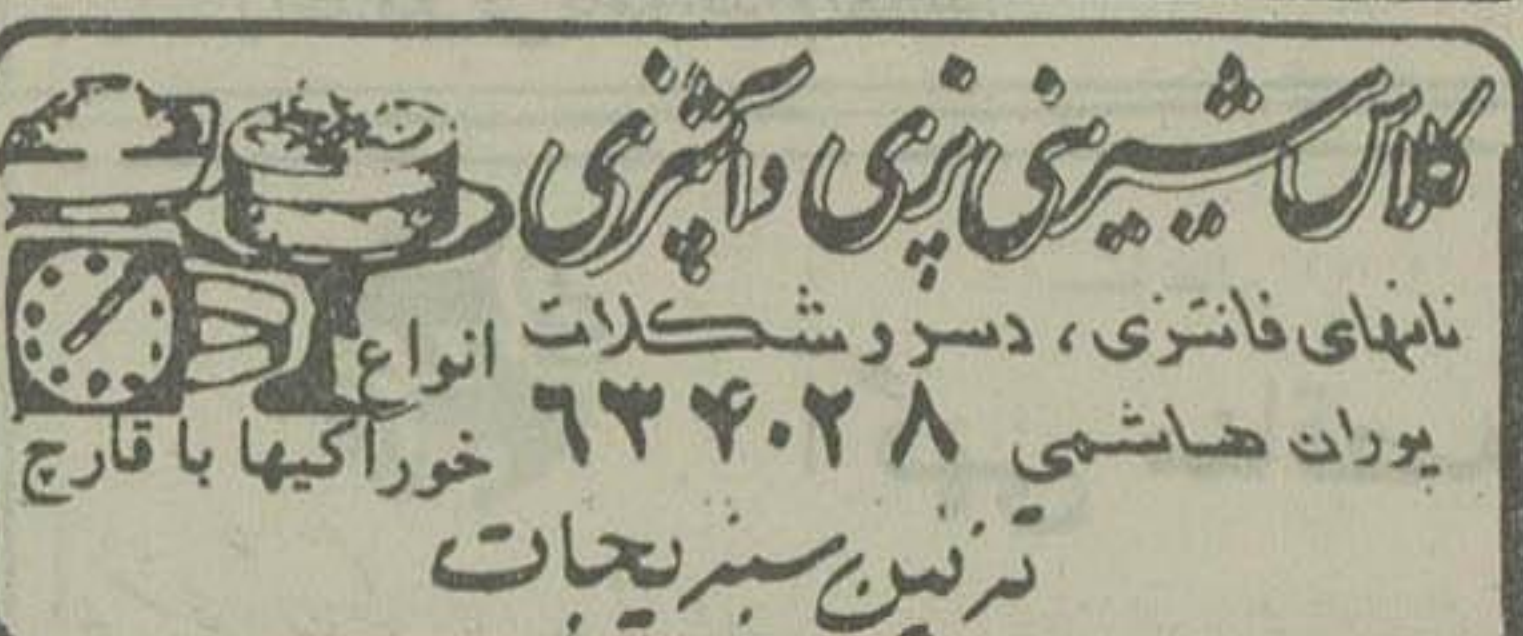 کلاس شیرینی پزی و آشپزی
نانهای فانتزی، دسر و شکلات انواع
پوران هاشمی ۶۳۴۰۲۸ خوراکیها با قارچ
تزئین سبزیجات